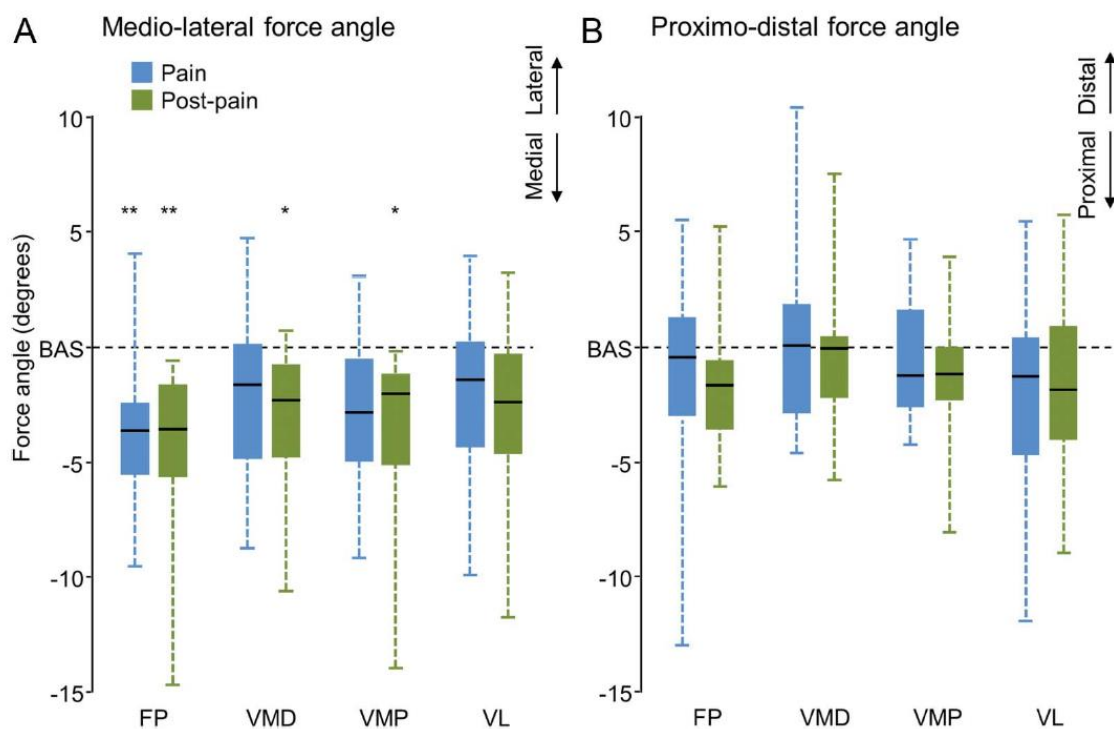 A Medio-lateral force angle
Pain
Post-pain
Medial Lateral
Force angle (degrees)
10
5
BAS
-5
-10
-15
** ** * *
FP VMD VMP VL
B Proximo-distal force angle
Proximal Distal
10
5
BAS
-5
-10
-15
FP VMD VMP VL